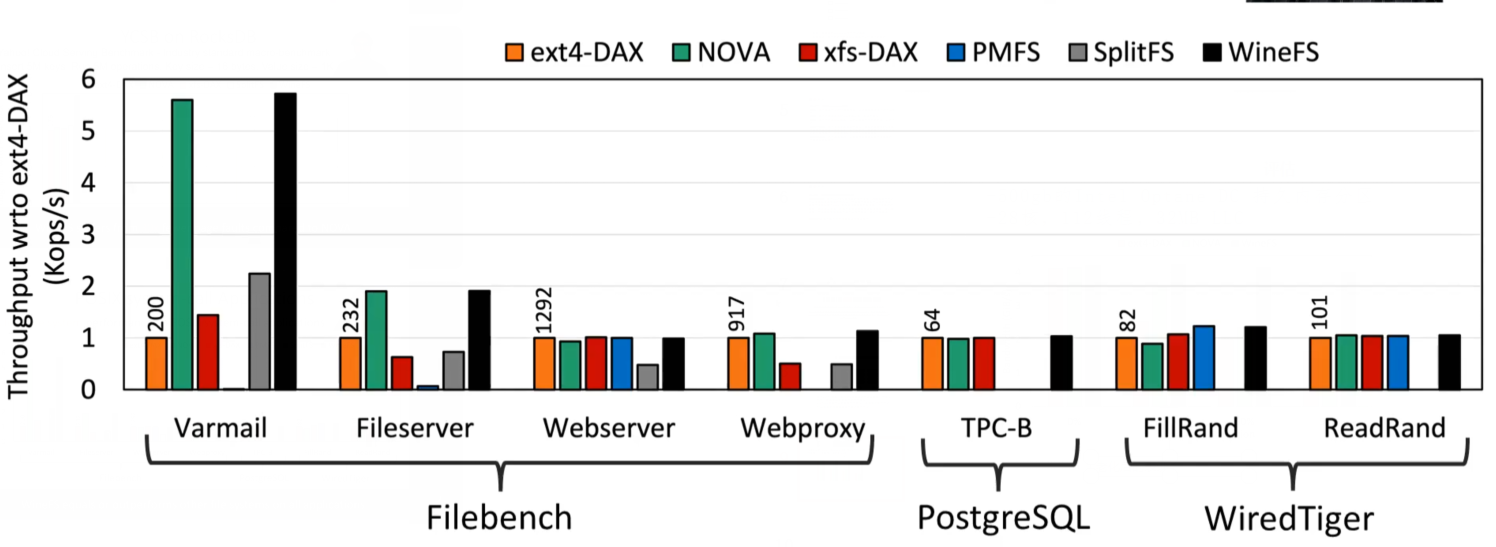 ext4-DAX NOVA xfs-DAX PMFS SplitFS WineFS
Throughput wrto ext4-DAX
(Kops/s)
6
5
4
3
2
1
0
200
232
1292
917
64
82
101
Varmail Fileserver Webserver Webproxy TPC-B FillRand ReadRand
Filebench PostgreSQL WiredTiger